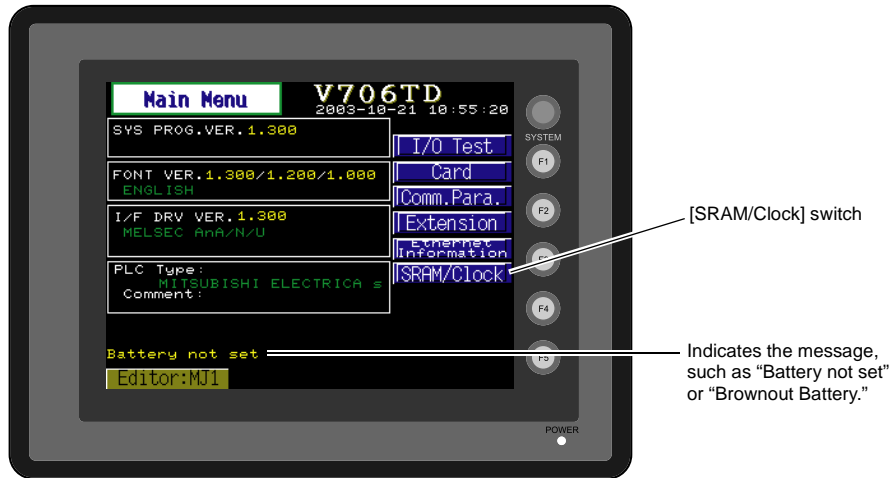 Main Menu
V706TD
2003-10-21 10:55:20
SYS PROG.VER.1.300
FONT VER.1.300/1.200/1.000
ENGLISH
I/F DRV VER.1.300
MELSEC AnA/N/U
PLC Type:
MITSUBISHI ELECTRICA s
Comment:
I/O Test
Card
Comm.Para.
Extension
Ethernet
Information
SRAM/Clock
Battery not set
Editor:MJ1
SYSTEM
F1
F2
F3
F4
F5
POWER
[SRAM/Clock] switch
Indicates the message,
such as “Battery not set”
or “Brownout Battery.”